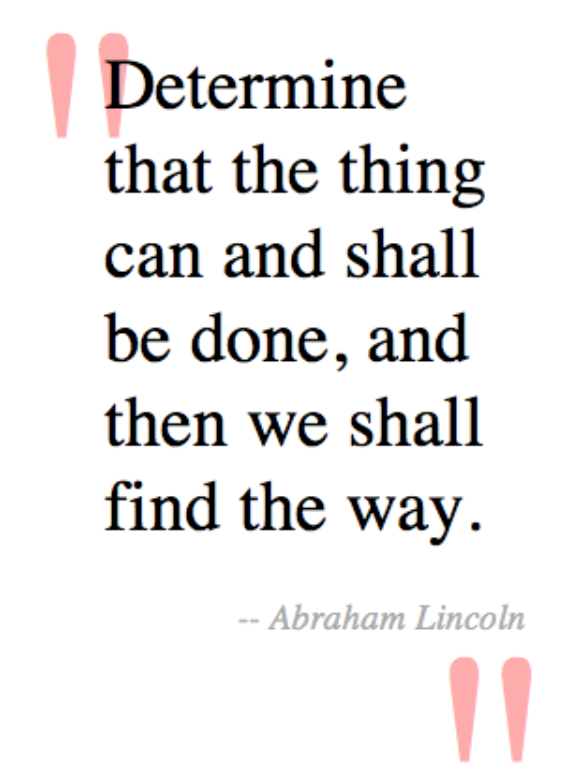 "Determine
that the thing
can and shall
be done, and
then we shall
find the way.
-- Abraham Lincoln
"